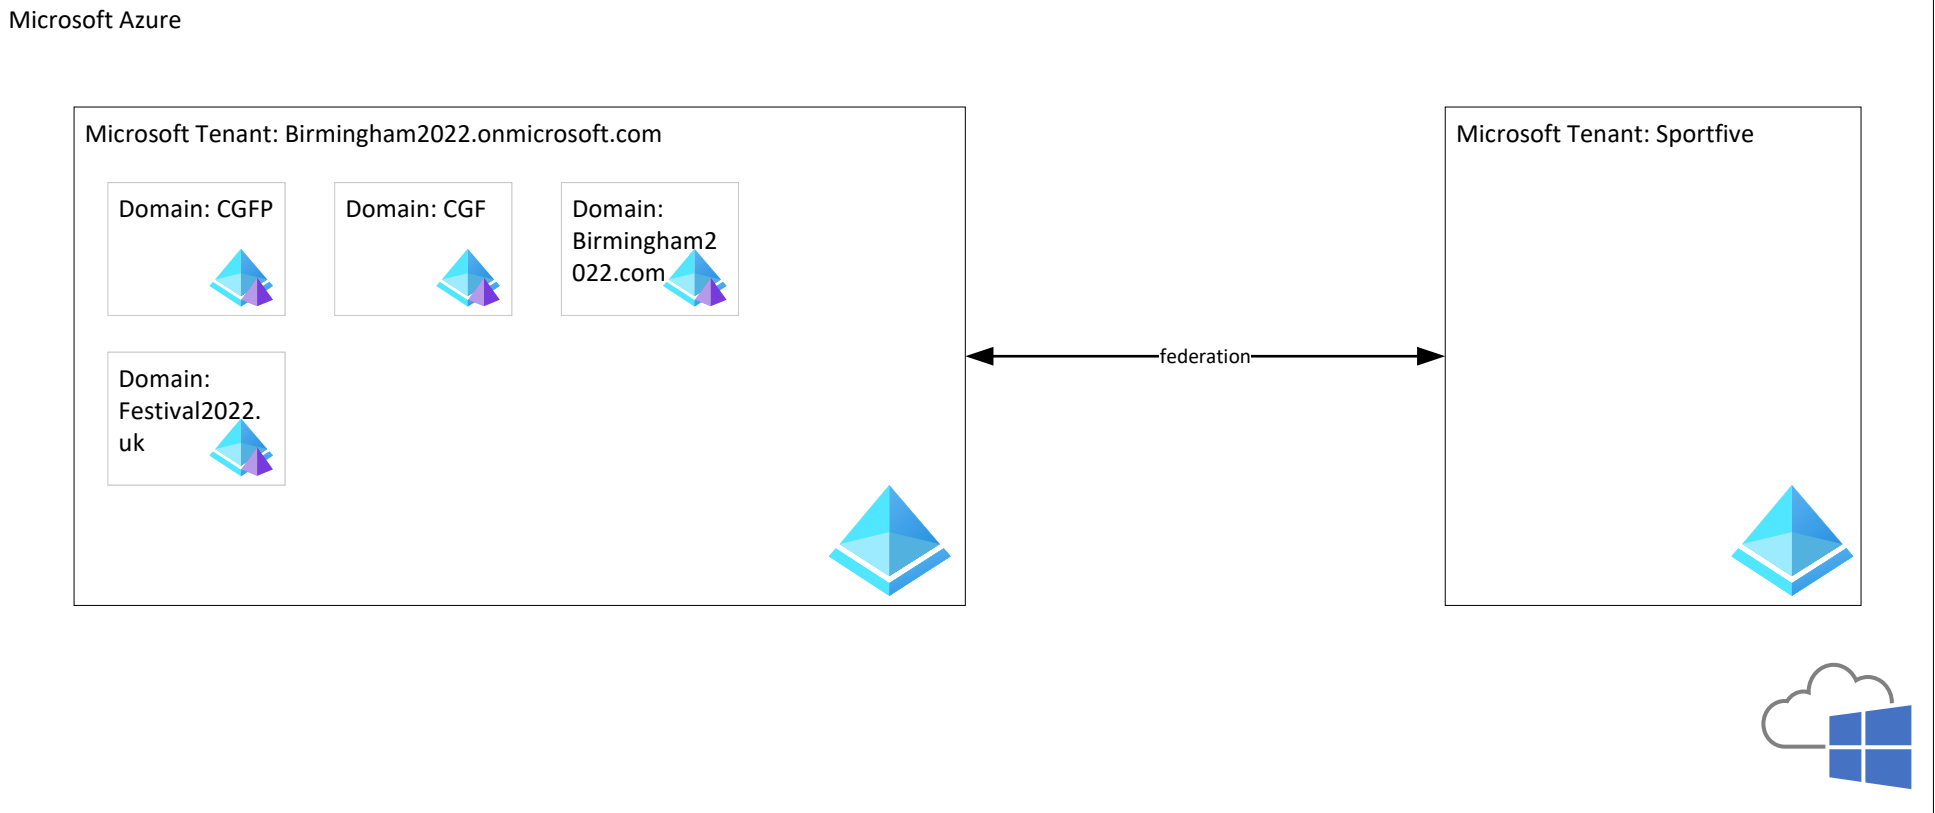 Microsoft Azure
Microsoft Tenant: Birmingham2022.onmicrosoft.com
Domain: CGFP
Domain: CGF
Domain:
Birmingham2
022.com
Domain:
Festival2022.
uk
federation
Microsoft Tenant: Sportfive